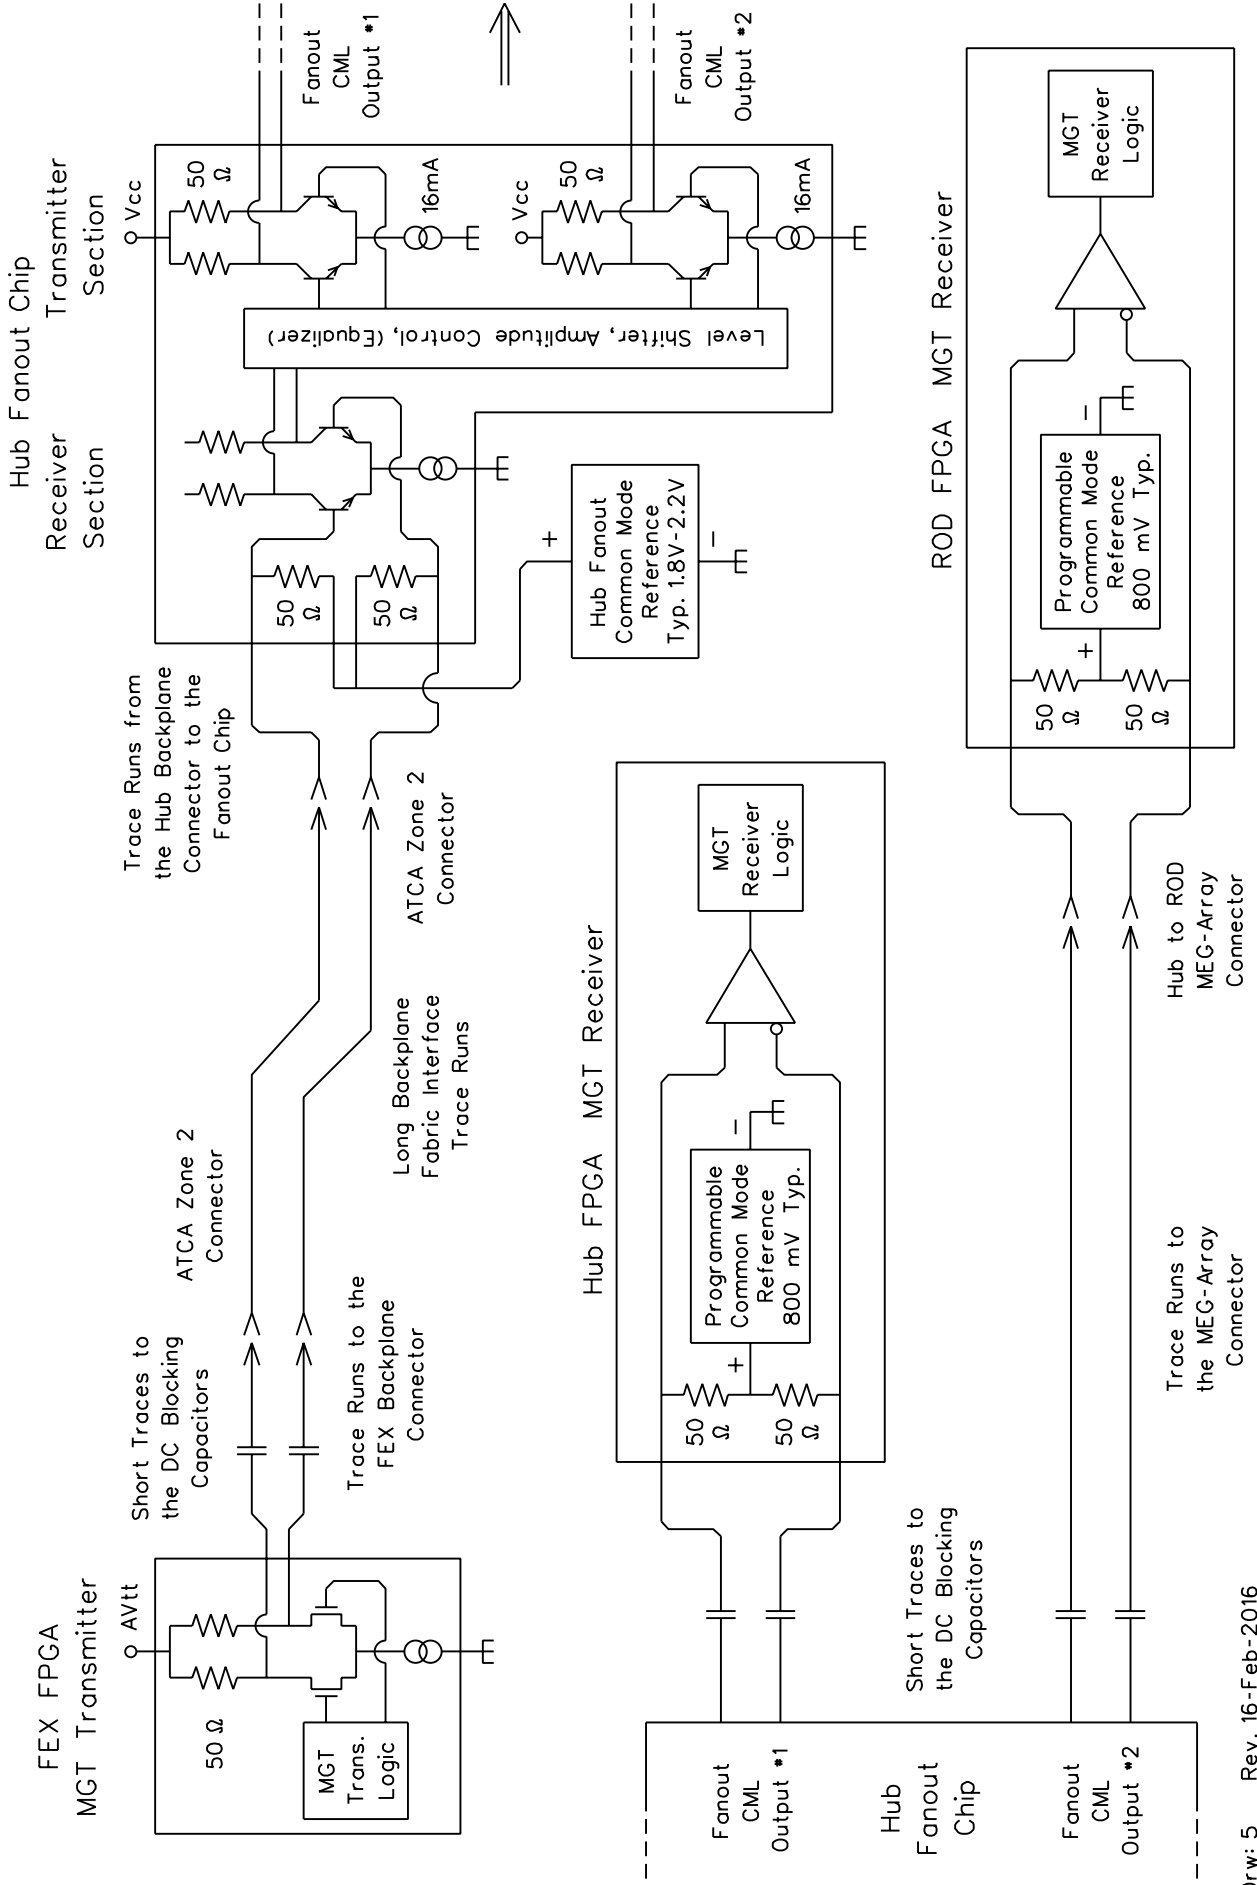 FEX FPGA
MGT Transmitter
AVtt
50 Ω
MGT
Trans.
Logic
Short Traces to
the DC Blocking
Capacitors
Trace Runs to the
FEX Backplane
Connector
ATCA Zone 2
Connector
Long Backplane
Fabric Interface
Trace Runs
ATCA Zone 2
Connector
Trace Runs from
the Hub Backplane
Connector to the
Fanout Chip
Hub Fanout Chip
Receiver
Section
Transmitter
Section
50
Ω
50
Ω
Hub Fanout
Common Mode
Reference
Typ. 1.8V-2.2V
+
−
Level Shifter, Amplitude Control, (Equalizer)
Vcc
50
Ω
16mA
Vcc
50
Ω
16mA
Fanout
CML
Output #1
Fanout
CML
Output #2
Hub FPGA MGT Receiver
50
Ω
50
Ω
+
Programmable
Common Mode
Reference
800 mV Typ.
−
MGT
Receiver
Logic
Fanout
CML
Output #1
Hub
Fanout
Chip
Fanout
CML
Output #2
Short Traces to
the DC Blocking
Capacitors
Trace Runs to
the MEG-Array
Connector
Hub to ROD
MEG-Array
Connector
ROD FPGA MGT Receiver
50
Ω
50
Ω
+
Programmable
Common Mode
Reference
800 mV Typ.
−
MGT
Receiver
Logic
rw: 5 Rev. 16-Feb-2016